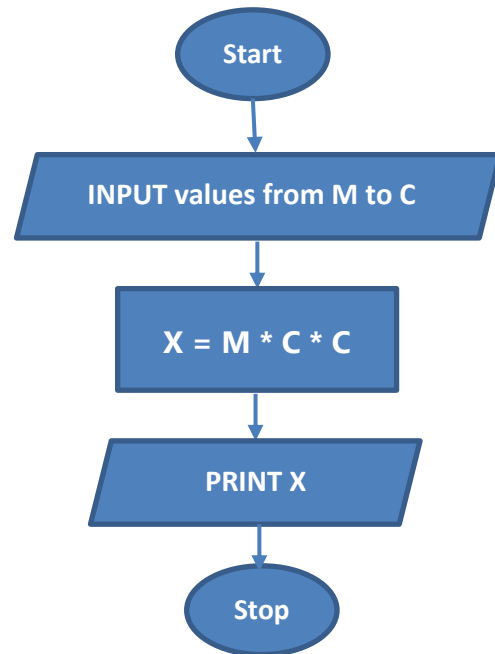 Start
INPUT values from M to C
X = M * C * C
PRINT X
Stop